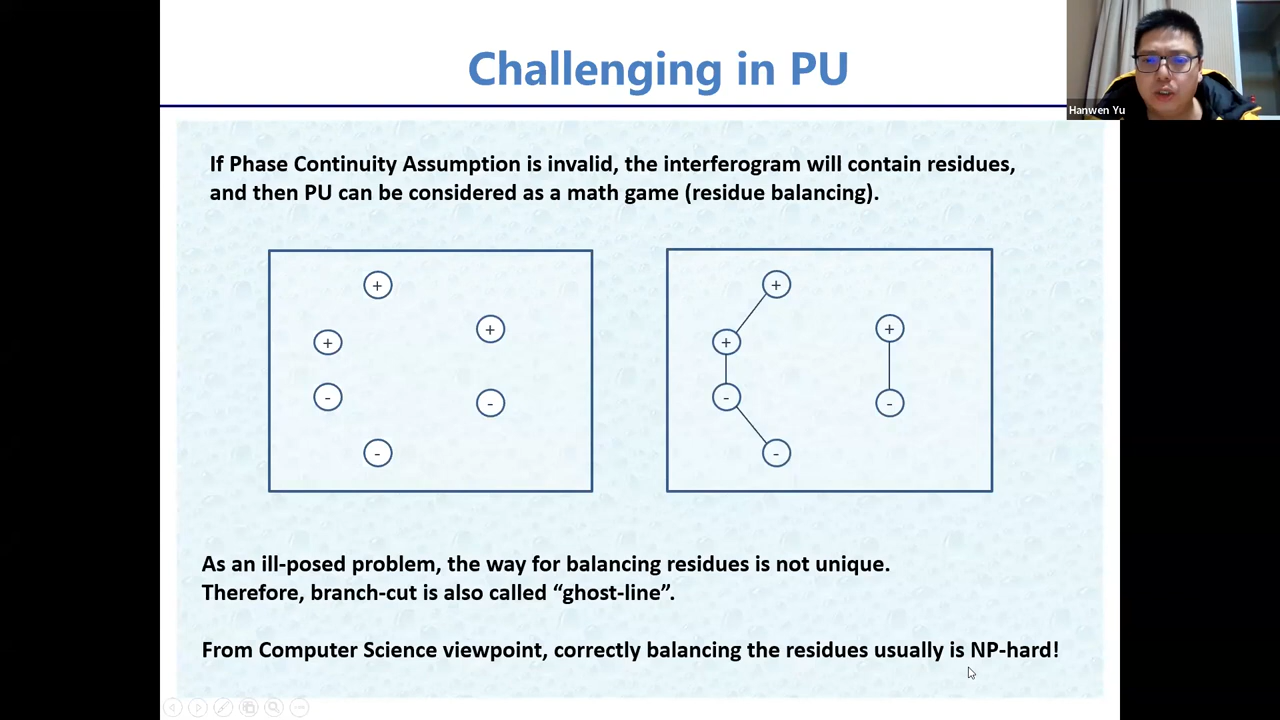 Challenging in PU
Hanwen Yu
If Phase Continuity Assumption is invalid, the interferogram will contain residues,
and then PU can be considered as a math game (residue balancing).
+
+
+
-
-
-
+
+
+
-
-
-
As an ill-posed problem, the way for balancing residues is not unique.
Therefore, branch-cut is also called “ghost-line”.
From Computer Science viewpoint, correctly balancing the residues usually is NP-hard!